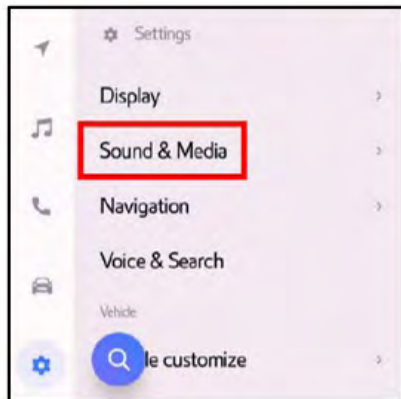 Settings
Display
Sound & Media
Navigation
Voice & Search
Vehicle
le customize